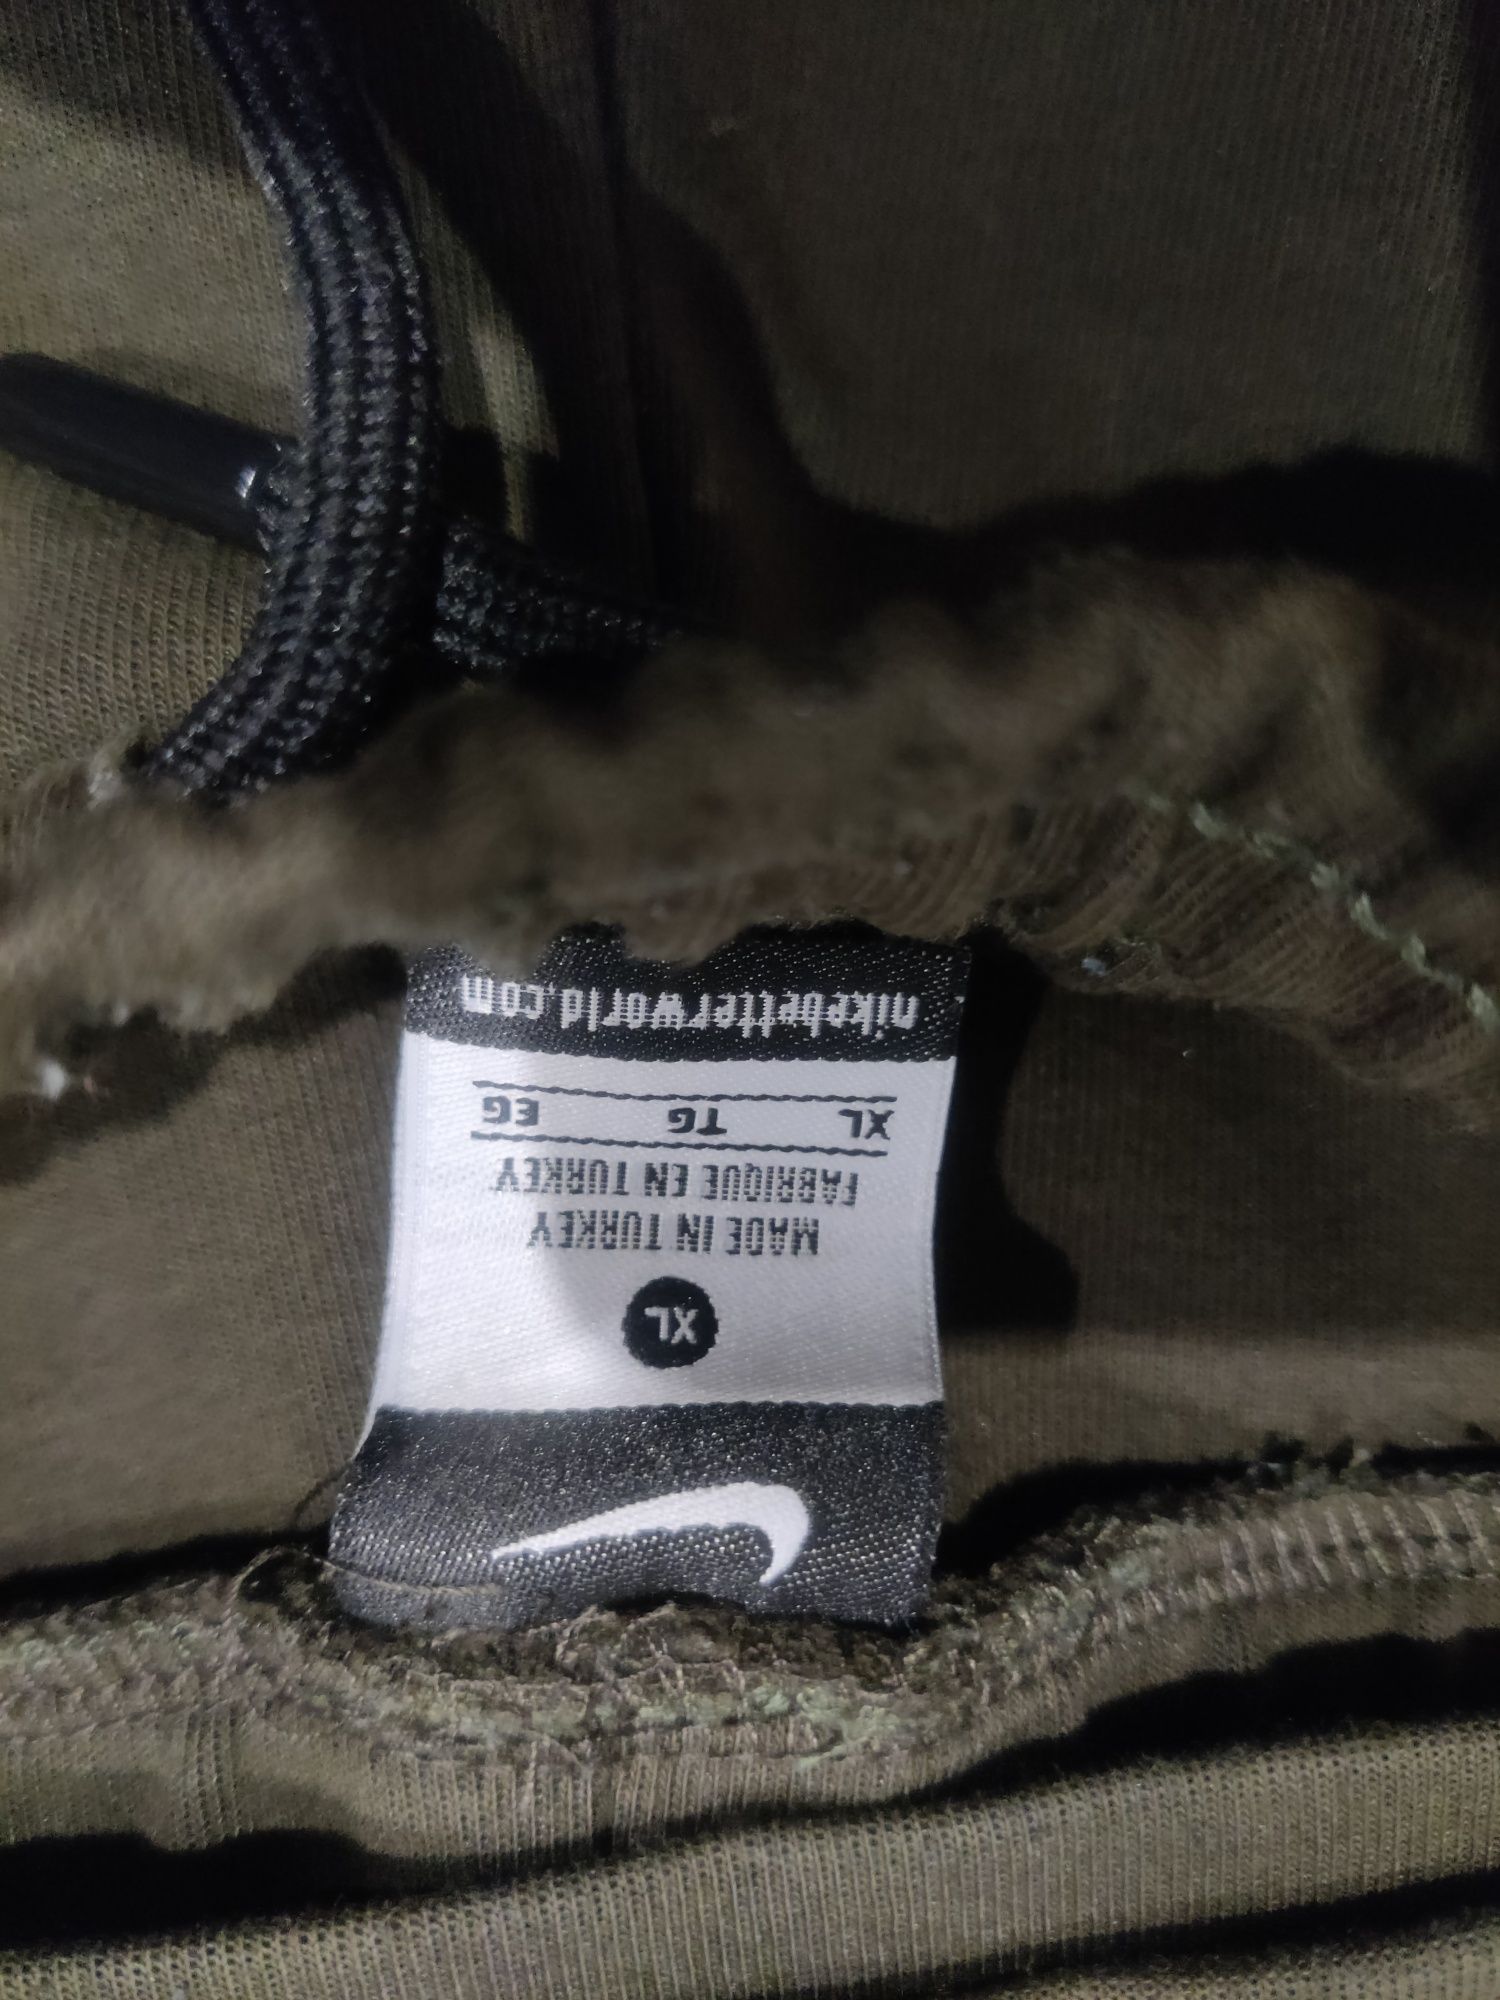 XL
MADE IN TURKEY
FABRIQUE EN TURKEY
XL TG EG
nikebetterworld.com